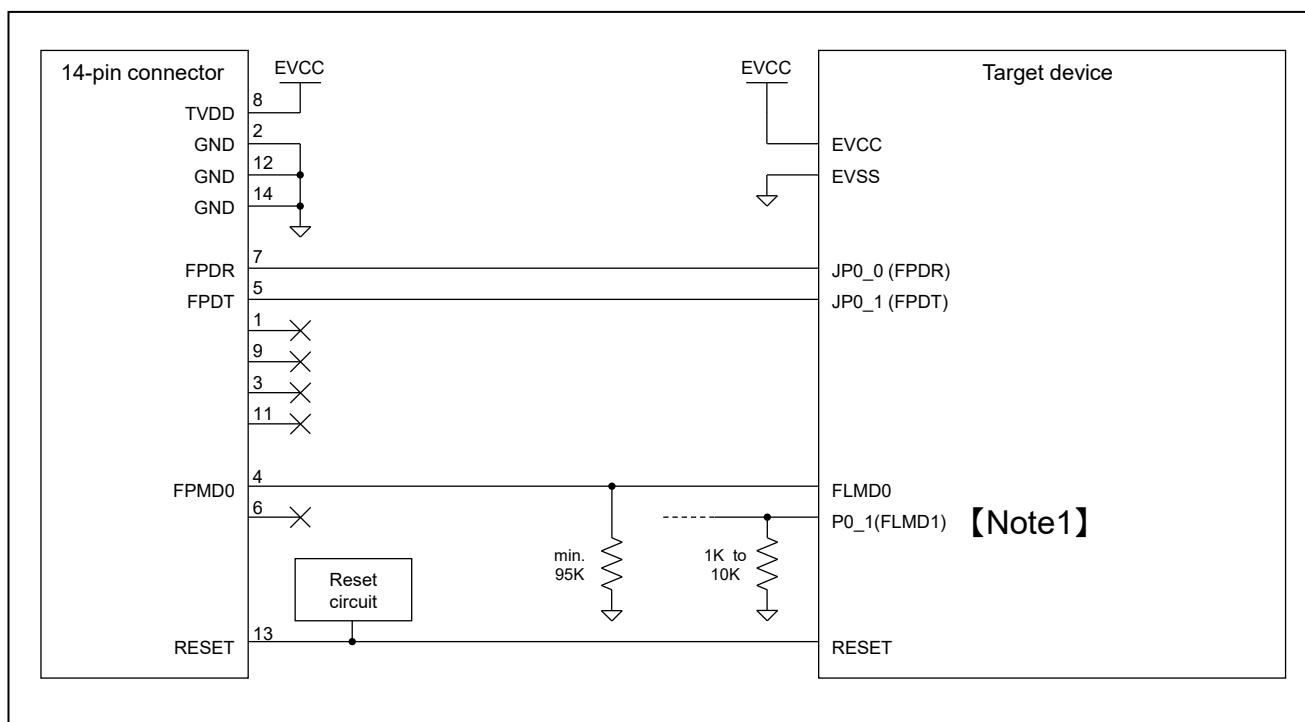 14-pin connector
EVCC
EVCC
Target device
8
TVDD
2
GND
EVCC
12
GND
EVSS
14
GND
7
FPDR
JP0_0 (FPDR)
5
FPDT
JP0_1 (FPDT)
1
9
3
11
4
FPMD0
FLMD0
6
P0_1(FLMD1) 【Note1】
min.
95K
1K to
10K
Reset
circuit
13
RESET
RESET